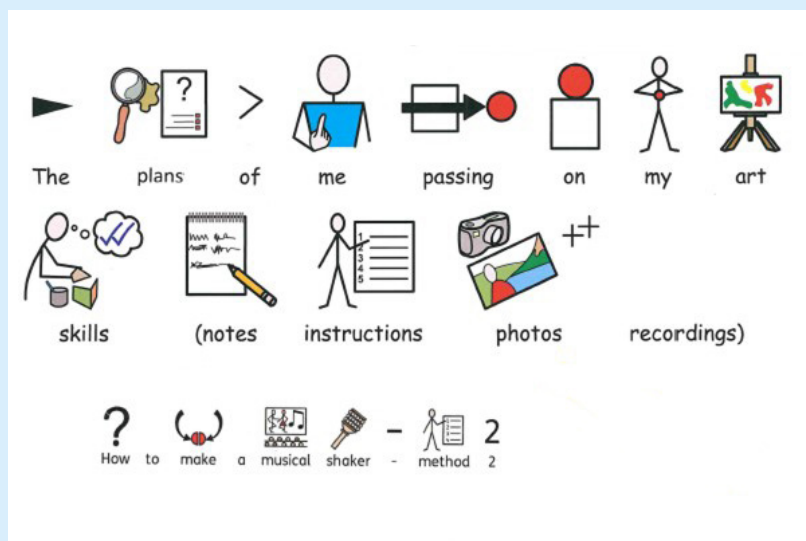 The plans of me passing on my art
skills (notes instructions photos recordings)
How to make a musical shaker - method 2